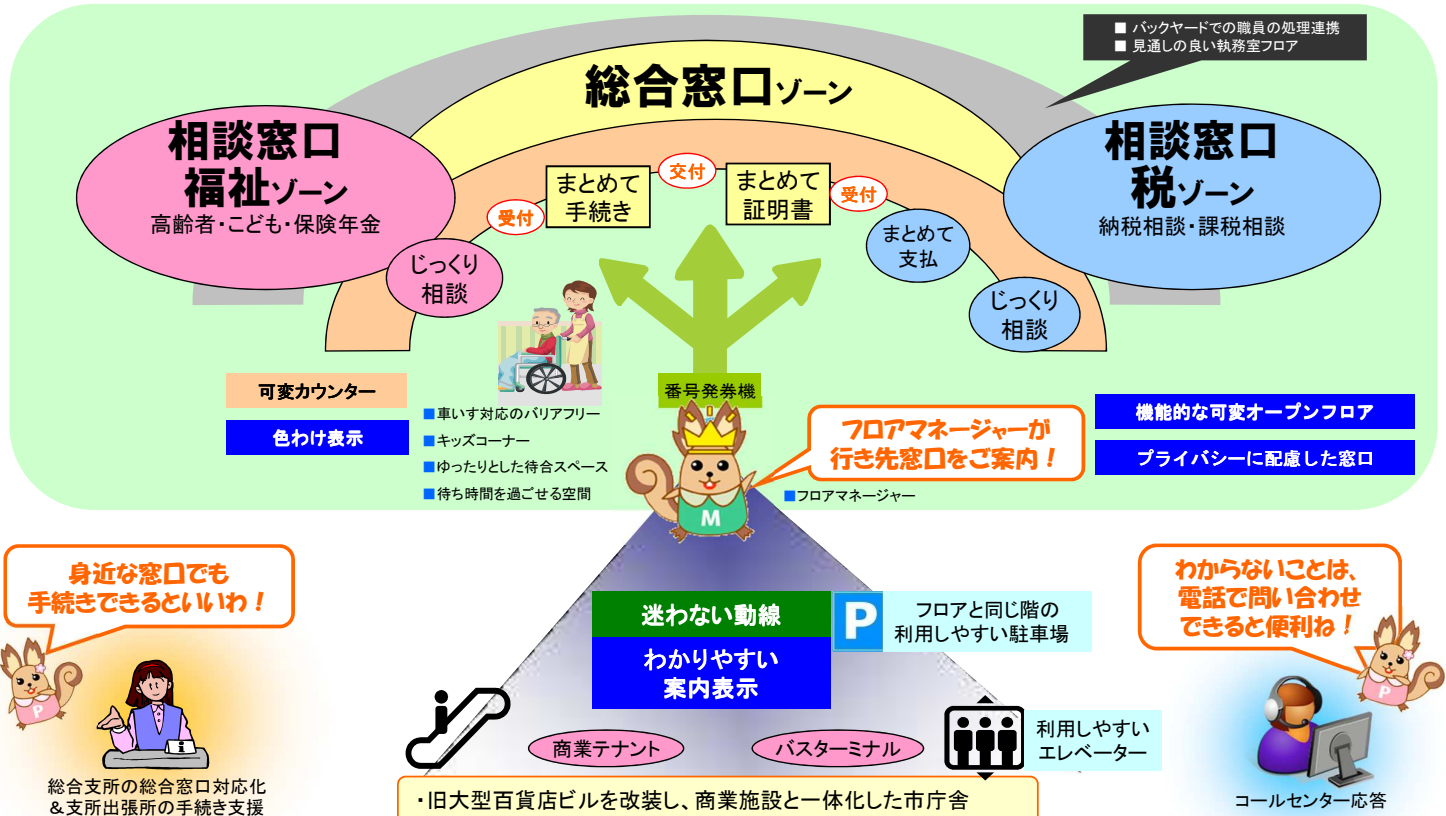 ■ バックヤードでの職員の処理連携
■ 見通しの良い執務室フロア
総合窓口ゾーン
相談窓口
福祉ゾーン
高齢者・こども・保険年金
相談窓口
税ゾーン
納税相談・課税相談
受付
まとめて
手続き
交付
まとめて
証明書
受付
まとめて
支払
じっくり
相談
じっくり
相談
可変カウンター
色わけ表示
■車いす対応のバリアフリー
■キッズコーナー
■ゆったりとした待合スペース
■待ち時間を過ごせる空間
番号発券機
フロアマネージャーが
行き先窓口をご案内！
■フロアマネージャー
M
機能的な可変オープンフロア
プライバシーに配慮した窓口
身近な窓口でも
手続きできるといいわ！
P
i
総合支所の総合窓口対応化
＆支所出張所の手続き支援
迷わない動線
わかりやすい
案内表示
P
フロアと同じ階の
利用しやすい駐車場
商業テナント
バスターミナル
利用しやすい
エレベーター
・旧大型百貨店ビルを改装し、商業施設と一体化した市庁舎
わからないことは、
電話で問い合わせ
できると便利ね！
P
コールセンター応答